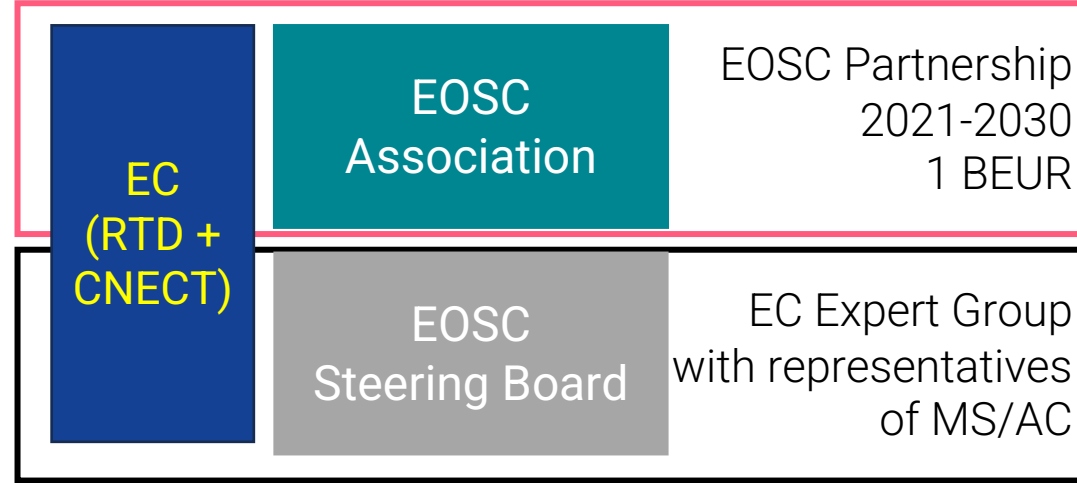 EC
(RTD +
CNECT)
EOSC
Association
EOSC Partnership
2021-2030
1 BEUR
EOSC
Steering Board
EC Expert Group
with representatives
of MS/AC